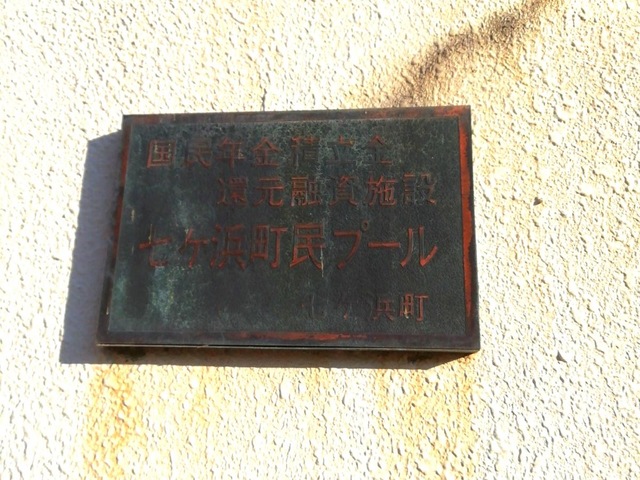 国民年金積立金
還元融資施設
七ヶ浜町民プール
七ヶ浜町